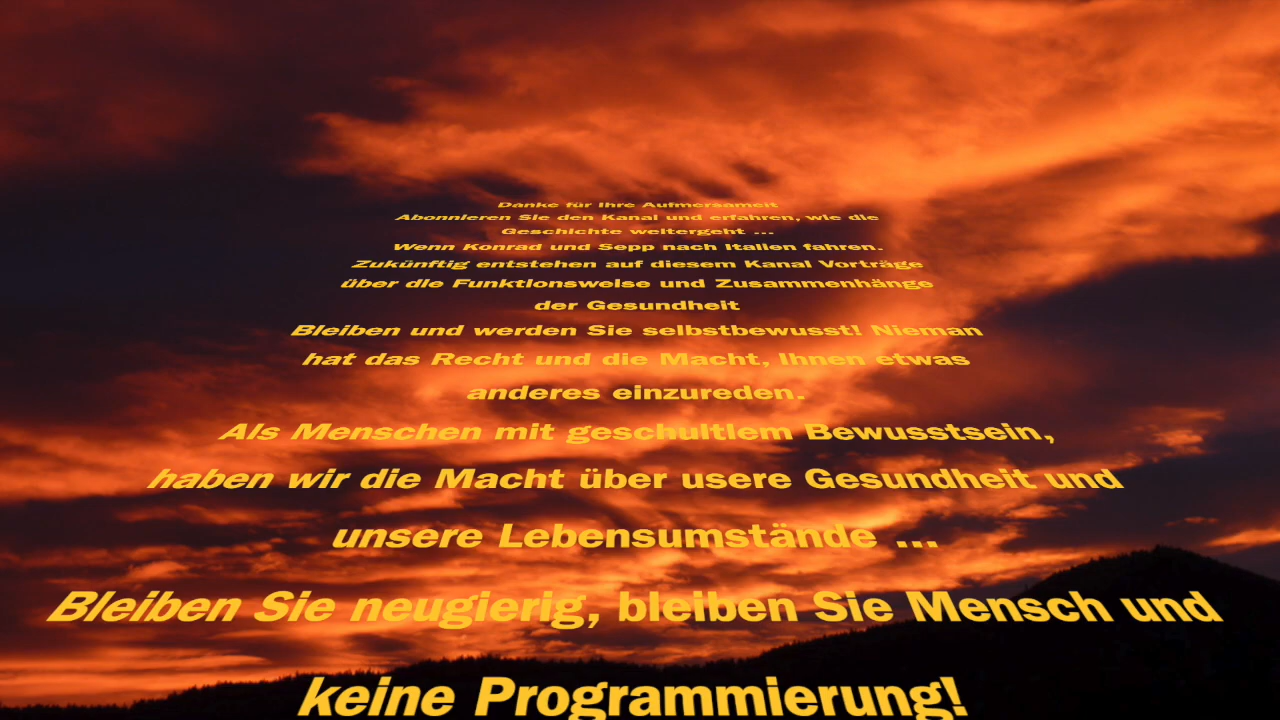 Danke für Ihre Aufmersameit
Abonnieren Sie den Kanal und erfahren, wie die
Geschichte weitergeht ...
Wenn Konrad und Sepp nach Italien fahren.
Zukünftig entstehen auf diesem Kanal Vorträge
über die Funktionsweise und Zusammenhänge
der Gesundheit
Bleiben und werden Sie selbstbewusst! Nieman
hat das Recht und die Macht, Ihnen etwas
anderes einzureden.
Als Menschen mit geschultlem Bewusstsein,
haben wir die Macht über usere Gesundheit und
unsere Lebensumstände ...
Bleiben Sie neugierig, bleiben Sie Mensch und
keine Programmierung!